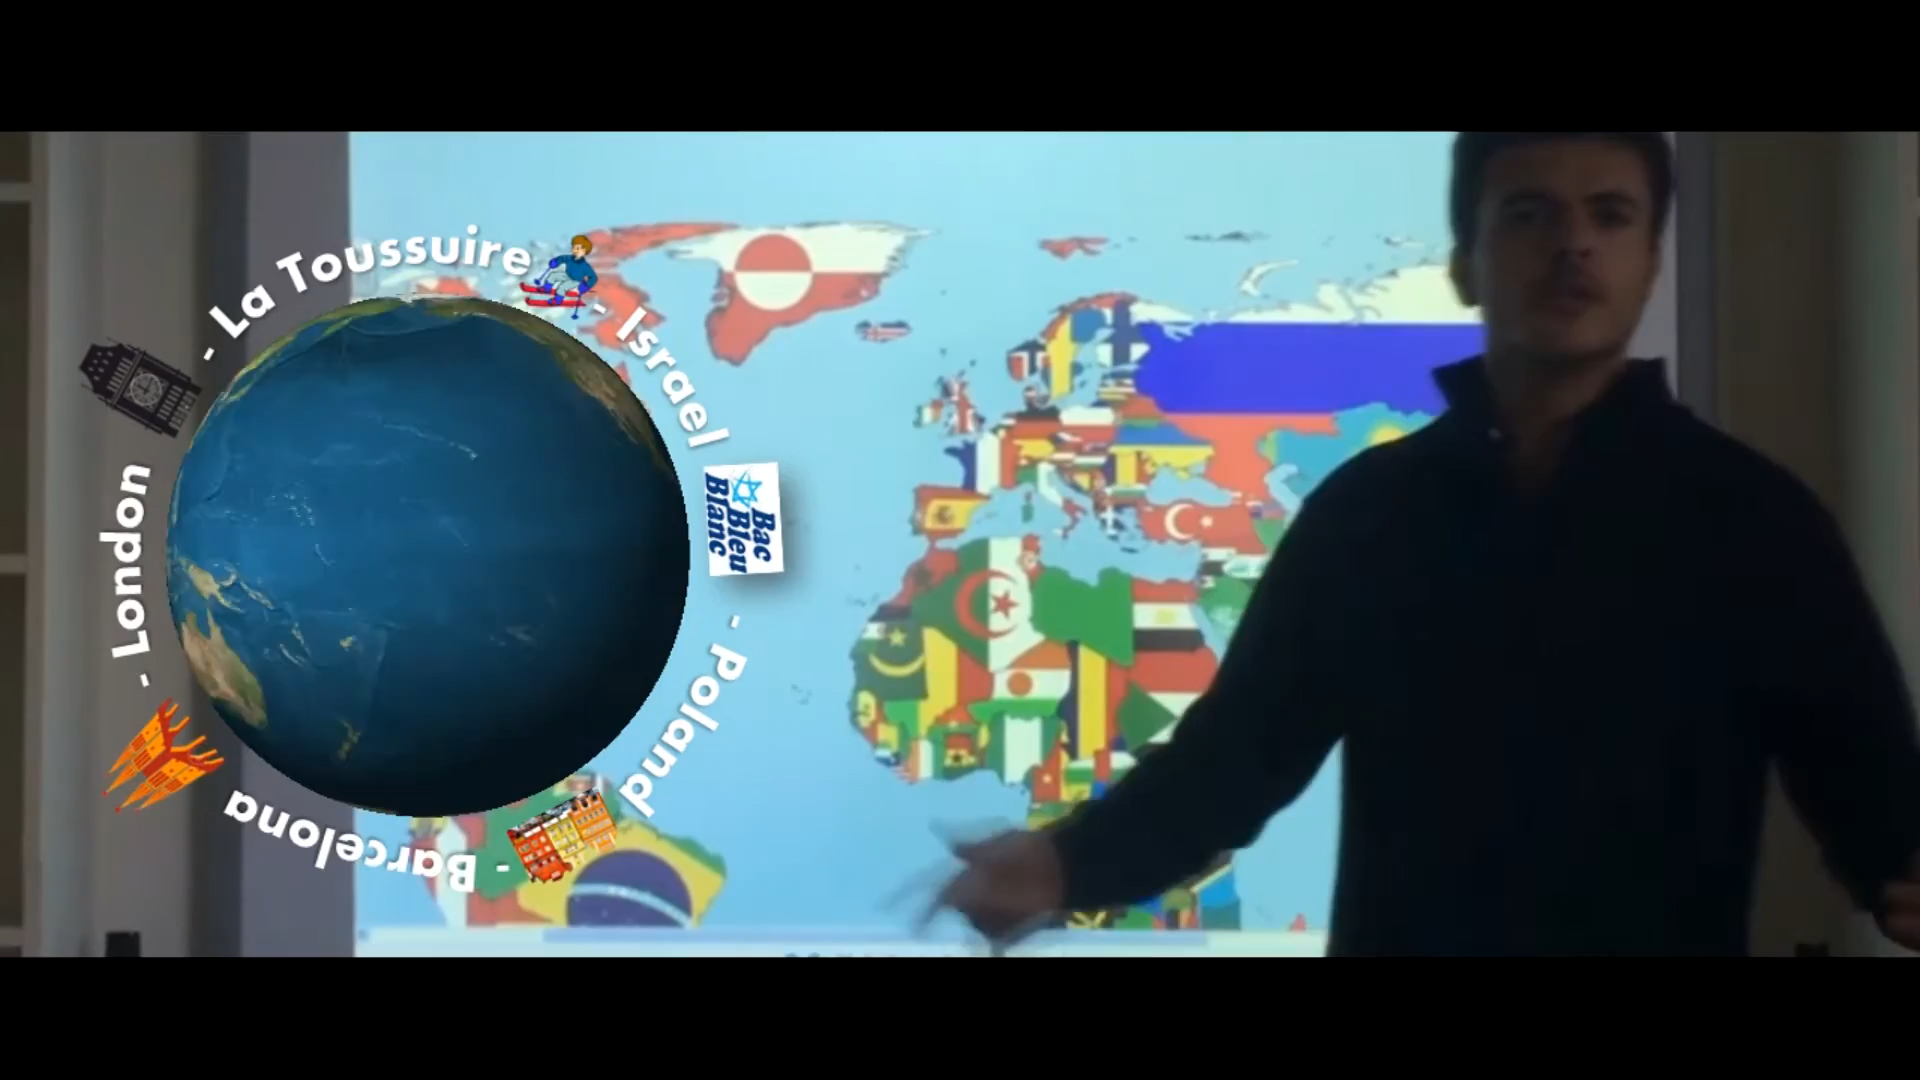 - La Toussuire
- Israel
Bac
Bleu
Blanc
- Poland
- Barcelona
- London